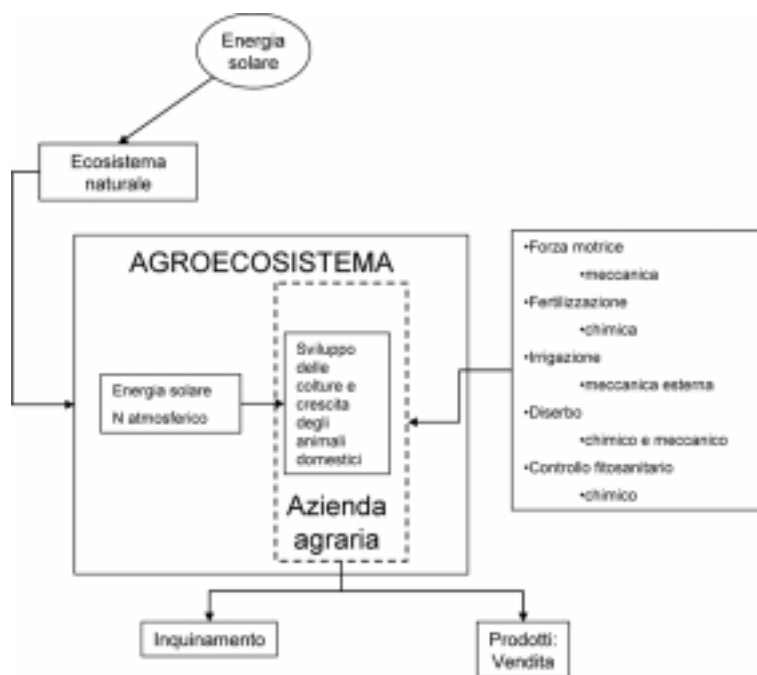 Energia
solare
Ecosistema
naturale
AGROECOSISTEMA
Energia solare
N atmosferico
Sviluppo
delle
colture e
crescita
degli
animali
domestici
Azienda
agraria
•Forza motrice
•meccanica
•Fertilizzazione
•chimica
•Irrigazione
•meccanica esterna
•Diserbo
•chimico e meccanico
•Controllo fitosanitario
•chimico
Inquinamento
Prodotti:
Vendita